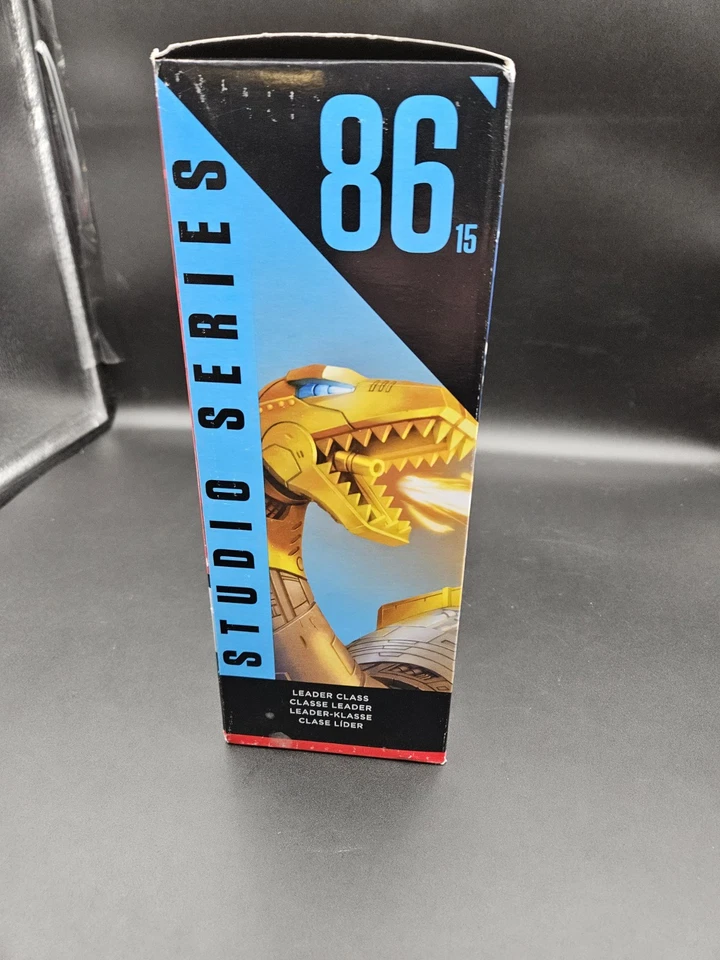 86
15
STUDIO SERIES
LEADER CLASS
CLASSE LEADER
LEADER-KLASSE
CLASE LÍDER